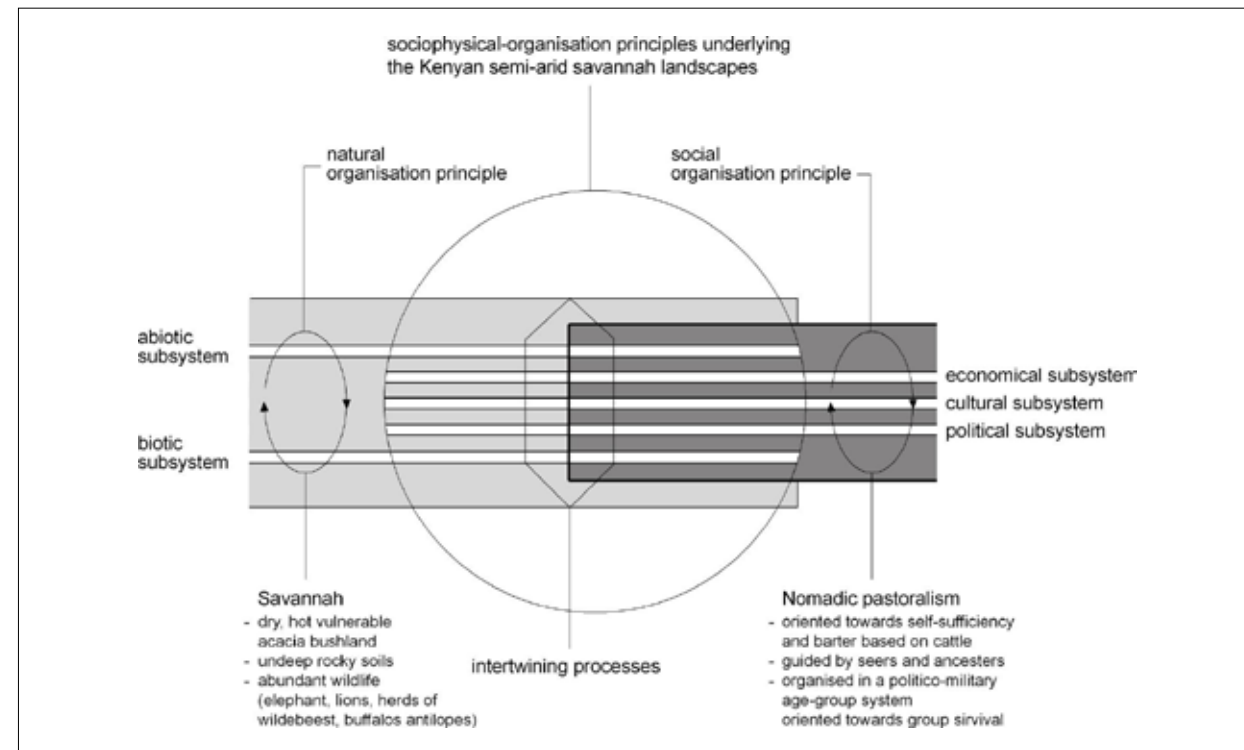 sociophysical-organisation principles underlying
the Kenyan semi-arid savannah landscapes
natural
organisation principle
social
organisation principle
abiotic
subsystem
biotic
subsystem
economical subsystem
cultural subsystem
political subsystem
Savannah
- dry, hot vulnerable
acacia bushland
- undeep rocky soils
- abundant wildlife
(elephant, lions, herds of
wildebeest, buffalos antilopes)
intertwining processes
Nomadic pastoralism
- oriented towards self-sufficiency
and barter based on cattle
- guided by seers and ancesters
- organised in a politico-military
age-group system
oriented towards group sirvival